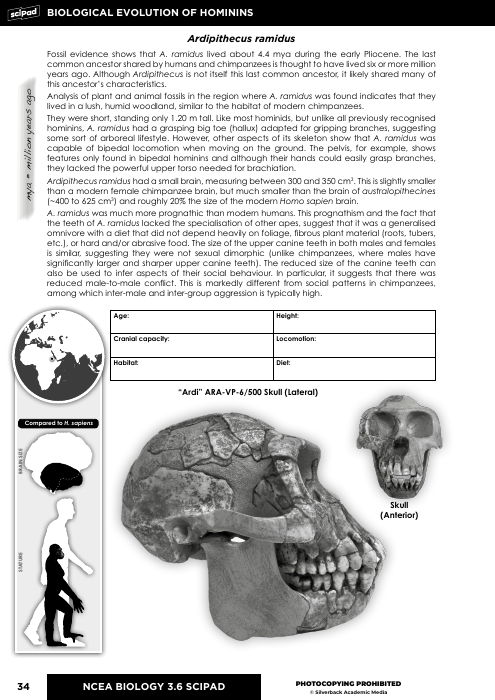 scipad BIOLOGICAL EVOLUTION OF HOMININS
Ardipithecus ramidus
Fossil evidence shows that A. ramidus lived about 4.4 mya during the early Pliocene. The last
common ancestor shared by humans and chimpanzees is thought to have lived six or more million
years ago. Although Ardipithecus is not itself this last common ancestor, it likely shared many of
this ancestor's characteristics.
Analysis of plant and animal fossils in the region where A. ramidus was found indicates that they
lived in a lush, humid woodland, similar to the habitat of modern chimpanzees.
They were short, standing only 1.20 m tall. Like most hominids, but unlike all previously recognised
hominins, A. ramidus had a grasping big toe (hallux) adapted for gripping branches, suggesting
some sort of arboreal lifestyle. However, other aspects of its skeleton show that A. ramidus was
capable of bipedal locomotion when moving on the ground. The pelvis, for example, shows
features only found in bipedal hominins and although their hands could easily grasp branches,
they lacked the powerful upper torso needed for brachiation.
Ardipithecus ramidus had a small brain, measuring between 300 and 350 cm³. This is slightly smaller
than a modern female chimpanzee brain, but much smaller than the brain of australopithecines
(~400 to 625 cm³) and roughly 20% the size of the modern Homo sapien brain.
A. ramidus was much more prognathic than modern humans. This prognathism and the fact that
the teeth of A. ramidus lacked the specialisation of other apes, suggest that it was a generalised
omnivore with a diet that did not depend heavily on foliage, fibrous plant material (roots, tubers,
etc.), or hard and/or abrasive food. The size of the upper canine teeth in both males and females
is similar, suggesting they were not sexual dimorphic (unlike chimpanzees, where males have
significantly larger and sharper upper canine teeth). The reduced size of the canine teeth can
also be used to infer aspects of their social behaviour. In particular, it suggests that there was
reduced male-to-male conflict. This is markedly different from social patterns in chimpanzees,
among which inter-male and inter-group aggression is typically high.
mya = million years ago
Age: Height:
Cranial capacity: Locomotion:
Habitat: Diet:
Compared to H. sapiens
BRAIN SIZE
STATURE
"Ardi" ARA-VP-6/500 Skull (Lateral)
Skull
(Anterior)
34 NCEA BIOLOGY 3.6 SCIPAD
PHOTOCOPYING PROHIBITED
© Silverback Academic Media